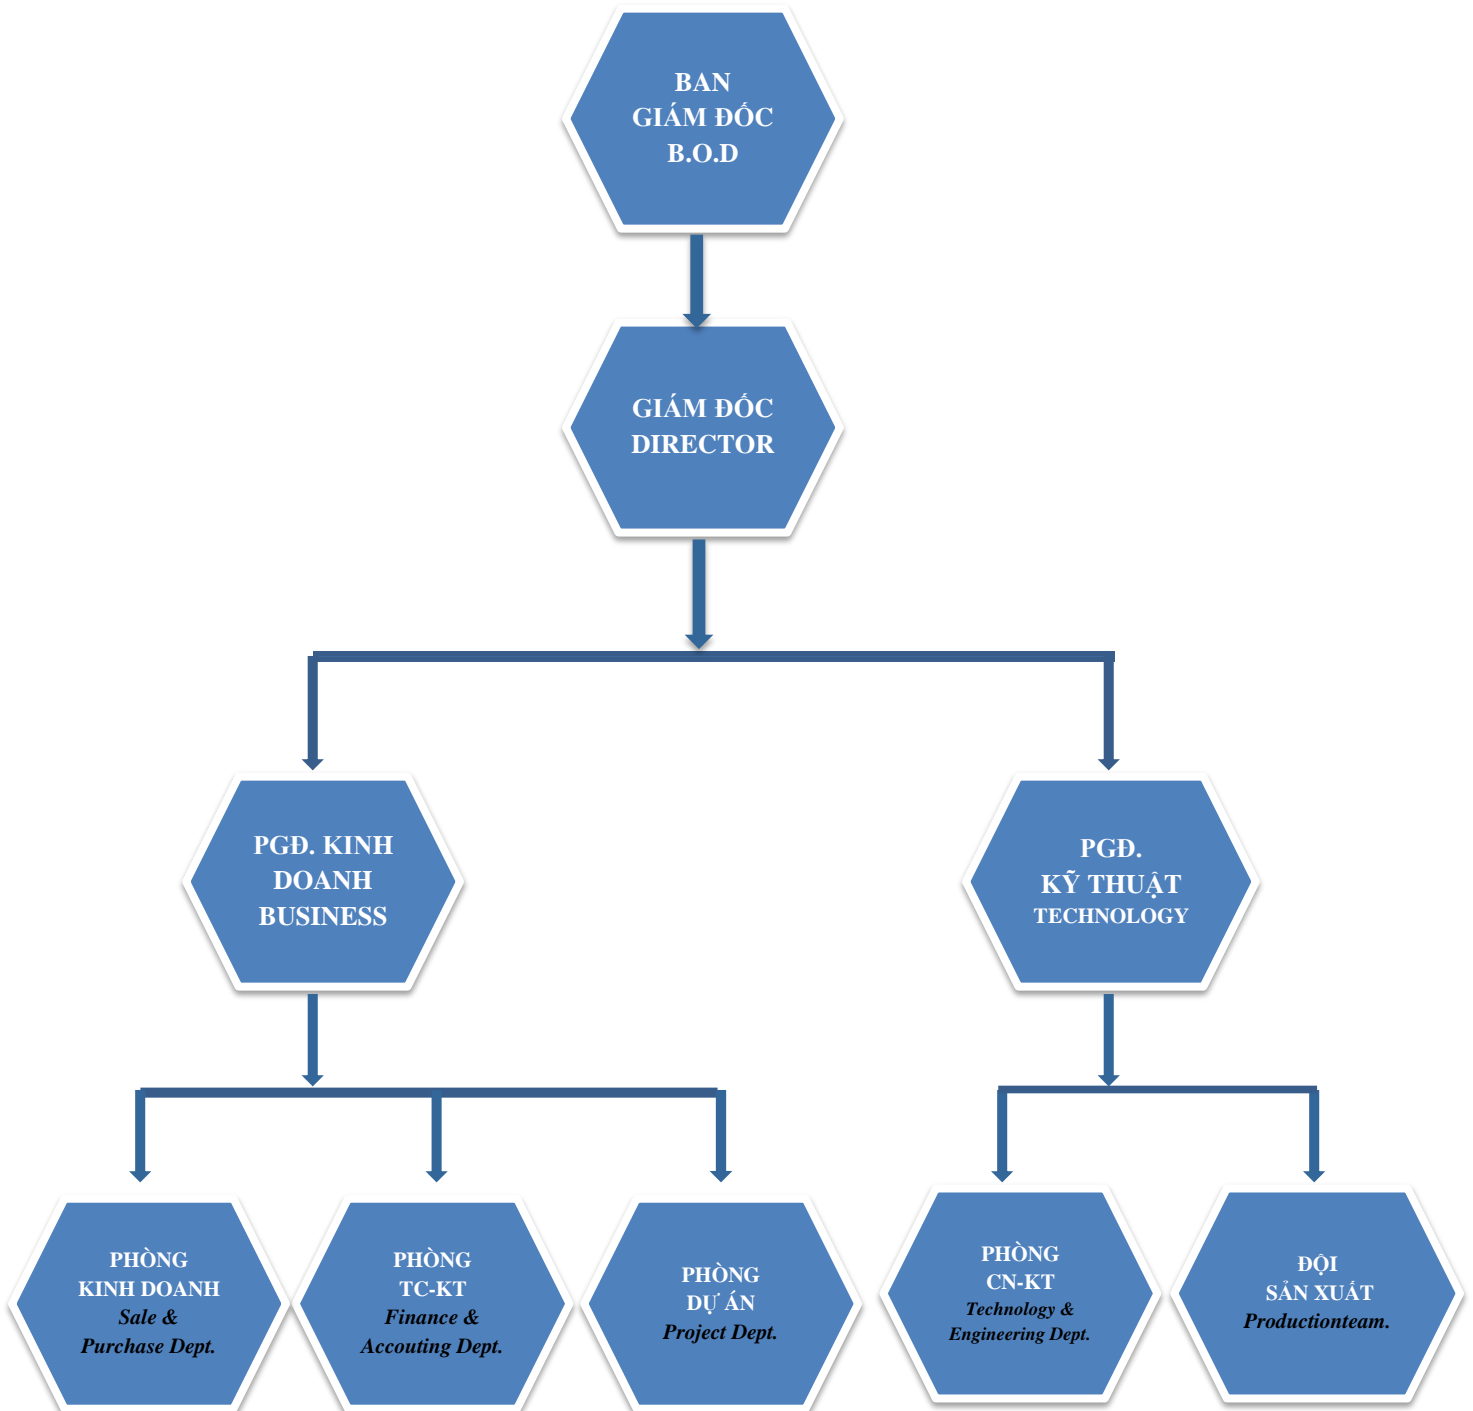 BAN
GIÁM ĐỐC
B.O.D
GIÁM ĐỐC
DIRECTOR
PGĐ. KINH
DOANH
BUSINESS
PGĐ.
KỸ THUẬT
TECHNOLOGY
PHÒNG
KINH DOANH
Sale &
Purchase Dept.
PHÒNG
TC-KT
Finance &
Accouting Dept.
PHÒNG
DỰ ÁN
Project Dept.
PHÒNG
CN-KT
Technology &
Engineering Dept.
ĐỘI
SẢN XUẤT
Productionteam.